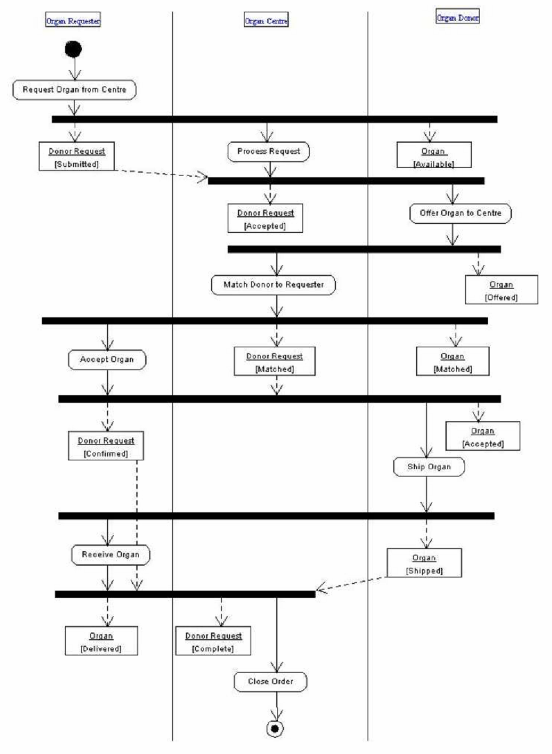 Organ Requester
Organ Centre
Organ Donor
Request Organ from Centre
Donor Request
[Submitted]
Process Request
Organ
[Available]
Donor Request
[Accepted]
Offer Organ to Centre
Match Donor to Requester
Organ
[Offered]
Accept Organ
Donor Request
[Matched]
Organ
[Matched]
Donor Request
[Confirmed]
Organ
[Accepted]
Ship Organ
Receive Organ
Organ
[Shipped]
Organ
[Delivered]
Donor Request
[Complete]
Close Order